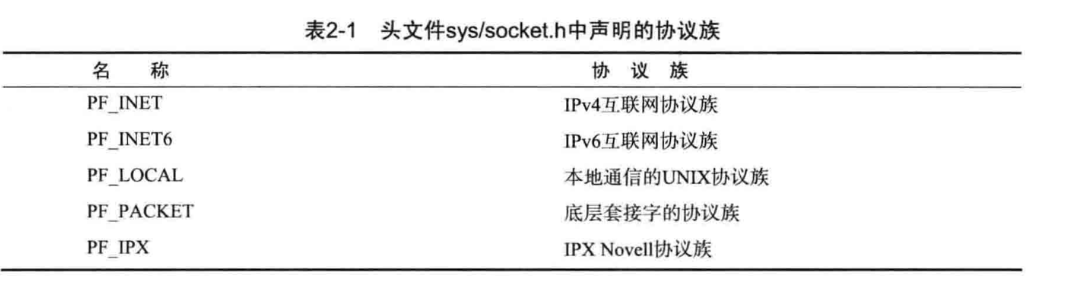 表2-1 头文件sys/socket.h中声明的协议族
名 称 协 议 族
PF_INET IPv4互联网协议族
PF_INET6 IPv6互联网协议族
PF_LOCAL 本地通信的UNIX协议族
PF_PACKET 底层套接字的协议族
PF_IPX IPX Novell协议族